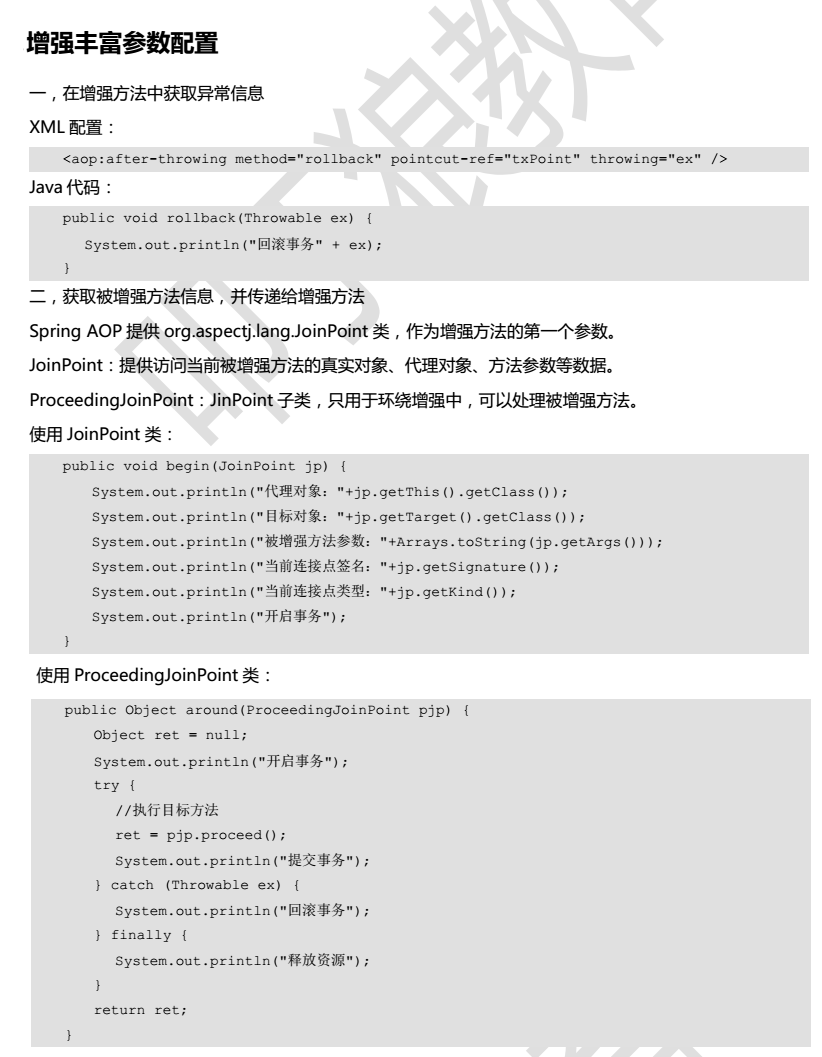 增强丰富参数配置
一，在增强方法中获取异常信息
XML 配置：
<aop:after-throwing method="rollback" pointcut-ref="txPoint" throwing="ex" />
Java 代码：
public void rollback(Throwable ex) {
System.out.println("回滚事务" + ex);
}
二，获取被增强方法信息，并传递给增强方法
Spring AOP 提供 org.aspectj.lang.JoinPoint 类，作为增强方法的第一个参数。
JoinPoint：提供访问当前被增强方法的真实对象、代理对象、方法参数等数据。
ProceedingJoinPoint：JinPoint 子类，只用于环绕增强中，可以处理被增强方法。
使用 JoinPoint 类：
public void begin(JoinPoint jp) {
System.out.println("代理对象："+jp.getThis().getClass());
System.out.println("目标对象："+jp.getTarget().getClass());
System.out.println("被增强方法参数："+Arrays.toString(jp.getArgs()));
System.out.println("当前连接点签名："+jp.getSignature());
System.out.println("当前连接点类型："+jp.getKind());
System.out.println("开启事务");
}
使用 ProceedingJoinPoint 类：
public Object around(ProceedingJoinPoint pjp) {
Object ret = null;
System.out.println("开启事务");
try {
//执行目标方法
ret = pjp.proceed();
System.out.println("提交事务");
} catch (Throwable ex) {
System.out.println("回滚事务");
} finally {
System.out.println("释放资源");
}
return ret;
}